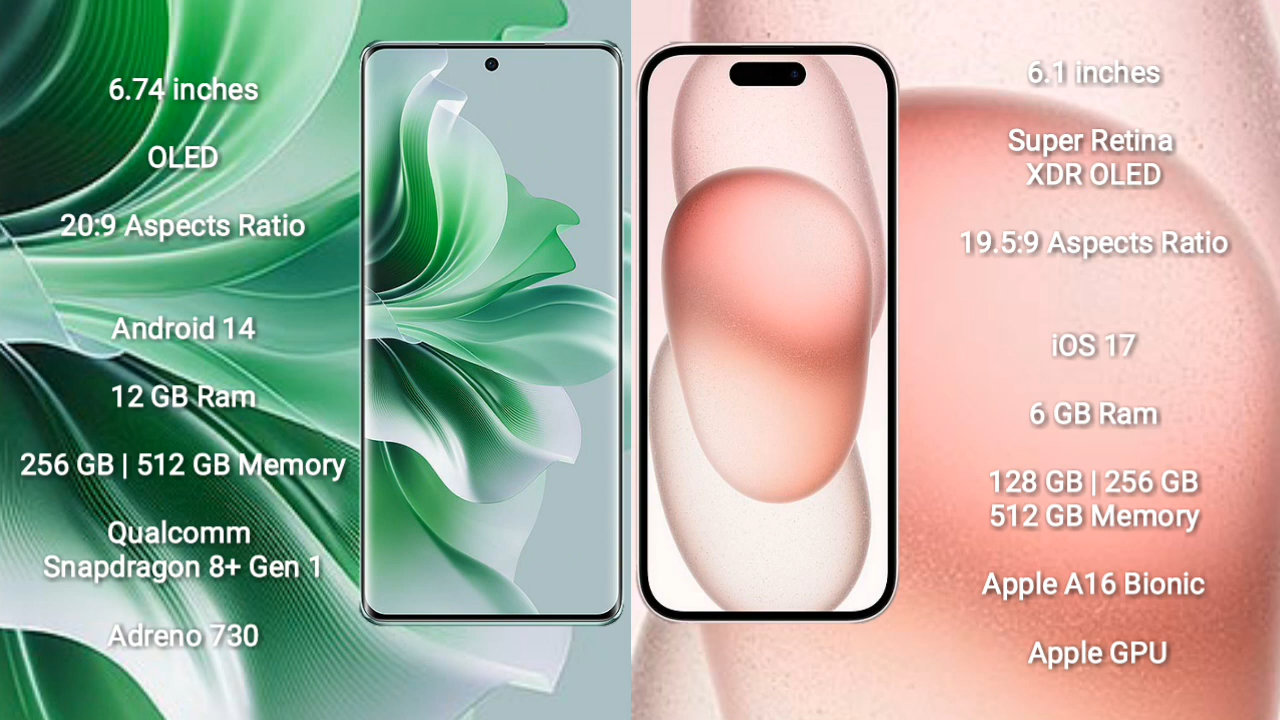 6.74 inches
OLED
20:9 Aspects Ratio
Android 14
12 GB Ram
256 GB | 512 GB Memory
Qualcomm
Snapdragon 8+ Gen 1
Adreno 730
6.1 inches
Super Retina
XDR OLED
19.5:9 Aspects Ratio
iOS 17
6 GB Ram
128 GB | 256 GB
512 GB Memory
Apple A16 Bionic
Apple GPU